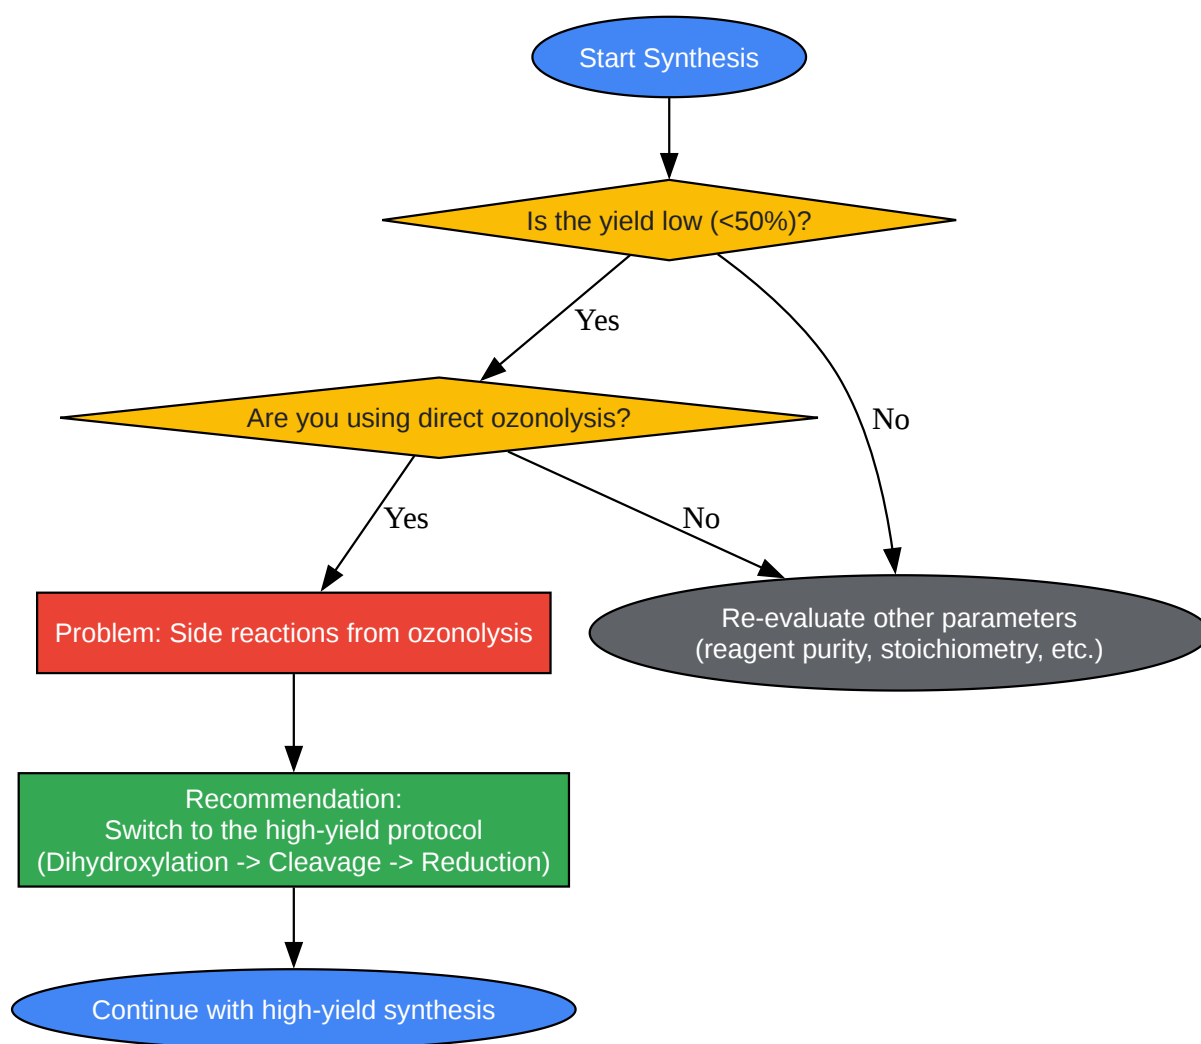 Start Synthesis
Is the yield low (<50%)?
Yes
No
Are you using direct ozonolysis?
Yes
No
Problem: Side reactions from ozonolysis
Re-evaluate other parameters
(reagent purity, stoichiometry, etc.)
Recommendation:
Switch to the high-yield protocol
(Dihydroxylation -> Cleavage -> Reduction)
Continue with high-yield synthesis